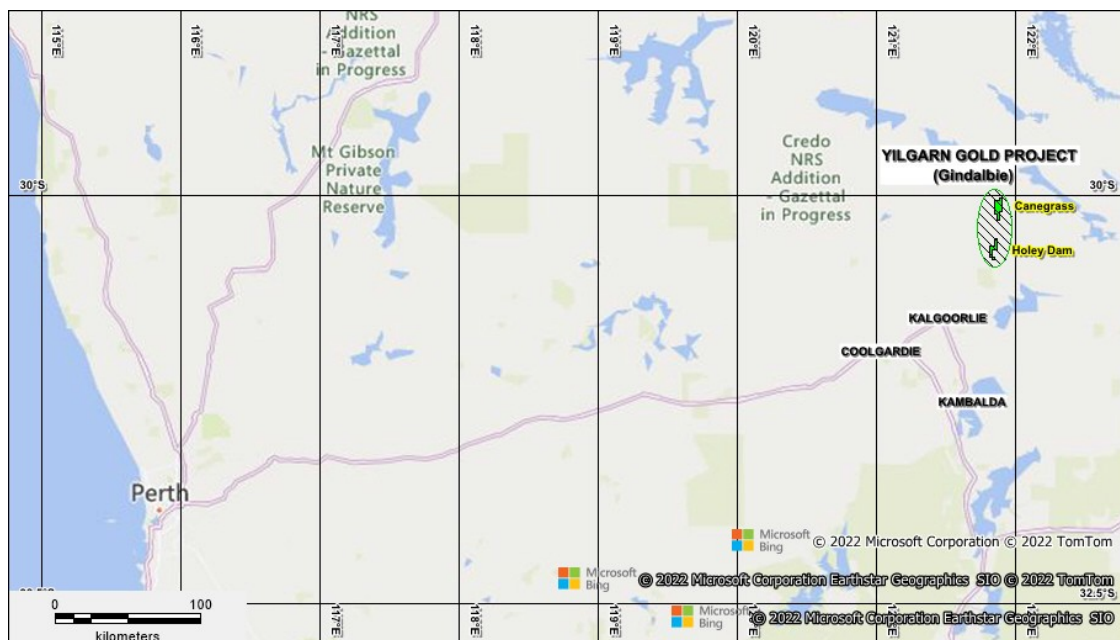 115°E
116°E
117°E
118°E
119°E
120°E
121°E
122°E
NRS
Addition
- Gazettal
in Progress
Mt Gibson
Private
Nature
Reserve
Credo
NRS
Addition
- Gazettal
in Progress
YILGARN GOLD PROJECT
(Gindalbie)
30°S
30°S
Canegrass
Holey Dam
KALGOORLIE
COOLGARDIE
KAMBALDA
Perth
Microsoft
Bing
© 2022 Microsoft Corporation © 2022 TomTom
Microsoft
Bing
© 2022 Microsoft Corporation Earthstar Geographics SIO © 2022 TomTom
32.5°S
0 100
kilometers
117°E
119°E
Microsoft
Bing
© 2022 Microsoft Corporation Earthstar Geographics SIO
121°E
122°E